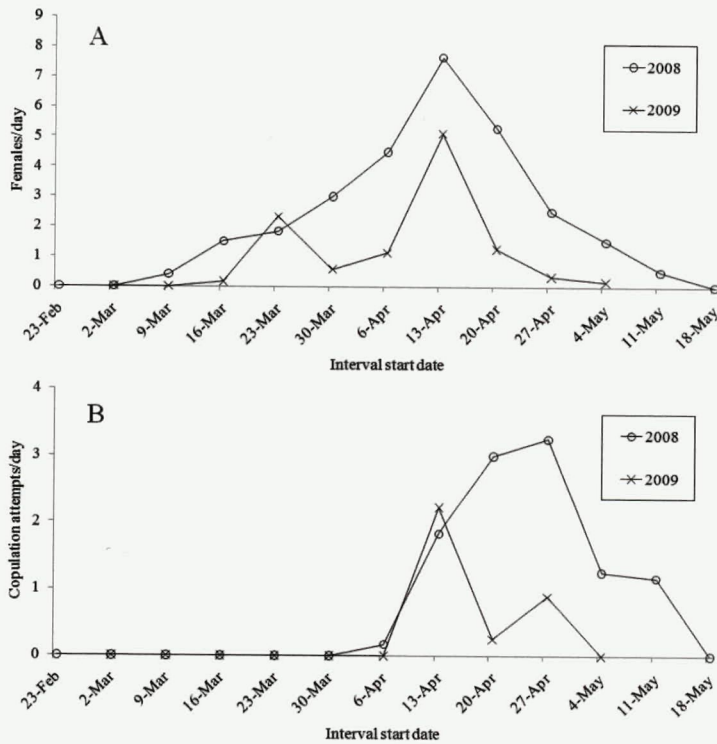 A
9
8
7
6
5
4
3
2
1
0
Females/day
2008
2009
23-Feb
2-Mar
9-Mar
16-Mar
23-Mar
30-Mar
6-Apr
13-Apr
20-Apr
27-Apr
4-May
11-May
18-May
Interval start date
B
4
3
2
1
0
Copulation attempts/day
2008
2009
23-Feb
2-Mar
9-Mar
16-Mar
23-Mar
30-Mar
6-Apr
13-Apr
20-Apr
27-Apr
4-May
11-May
18-May
Interval start date